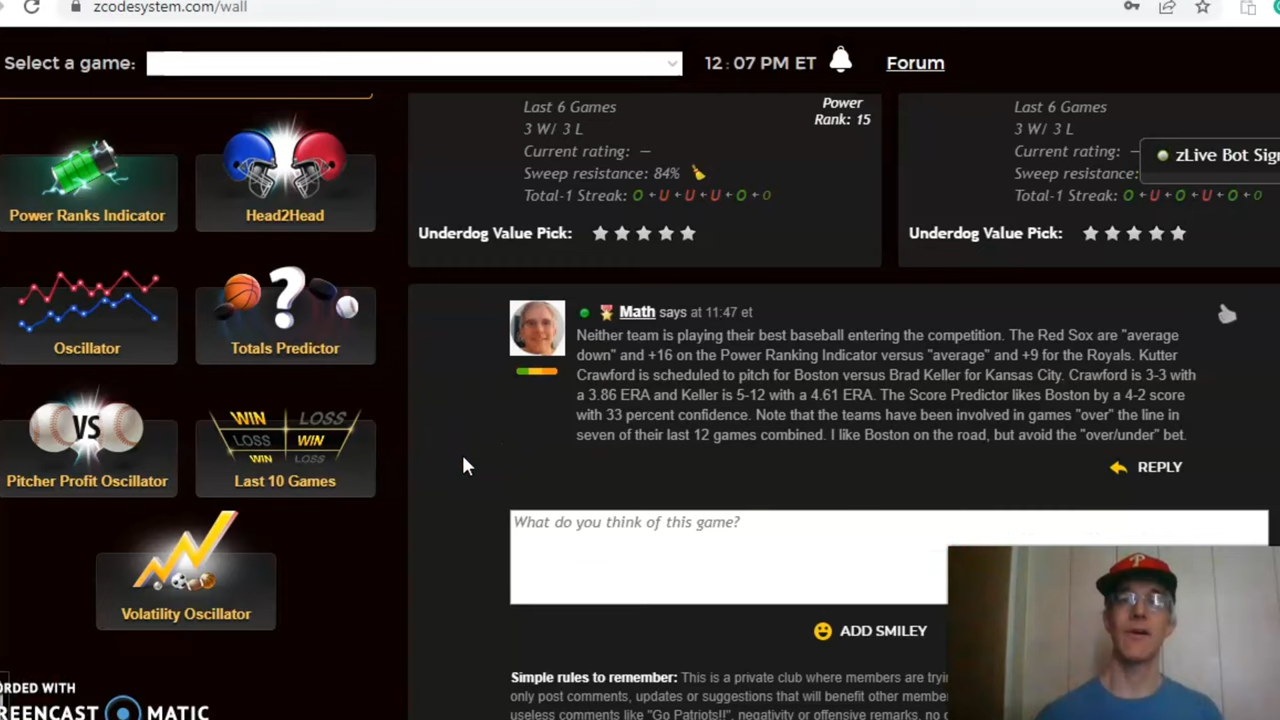 zcodesystem.com/wall
Select a game:
12:07 PM ET
Forum
Power Ranks Indicator
Head2Head
Oscillator
Totals Predictor
VS
Pitcher Profit Oscillator
WIN LOSS
LOSS WIN
WIN LOSS
Last 10 Games
Volatility Oscillator
Last 6 Games
3 W/ 3 L
Current rating: —
Sweep resistance: 84%
Total-1 Streak: O U U U O O
Power
Rank: 15
Underdog Value Pick:
Last 6 Games
3 W/ 3 L
Current rating: —
Sweep resistance:
Total-1 Streak: O U O U O O
zLive Bot Sig
Underdog Value Pick:
Math says at 11:47 et
Neither team is playing their best baseball entering the competition. The Red Sox are "average
down" and +16 on the Power Ranking Indicator versus "average" and +9 for the Royals. Kutter
Crawford is scheduled to pitch for Boston versus Brad Keller for Kansas City. Crawford is 3-3 with
a 3.86 ERA and Keller is 5-12 with a 4.61 ERA. The Score Predictor likes Boston by a 4-2 score
with 33 percent confidence. Note that the teams have been involved in games "over" the line in
seven of their last 12 games combined. I like Boston on the road, but avoid the "over/under" bet.
REPLY
What do you think of this game?
ADD SMILEY
Simple rules to remember: This is a private club where members are tryi
only post comments, updates or suggestions that will benefit other membe
useless comments like "Go Patriots!!", negativity or offensive remarks, no
ORDED WITH
REENCAST MATIC
P